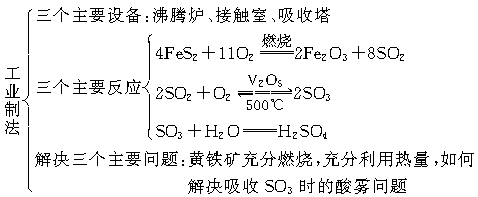 工业制法
三个主要设备:沸腾炉、接触室、吸收塔
三个主要反应
4FeS₂+11O₂ 燃烧 2Fe₂O₃+8SO₂
2SO₂+O₂ V₂O₅ 500℃ 2SO₃
SO₃+H₂O══H₂SO₄
解决三个主要问题:黄铁矿充分燃烧,充分利用热量,如何
解决吸收SO₃时的酸雾问题